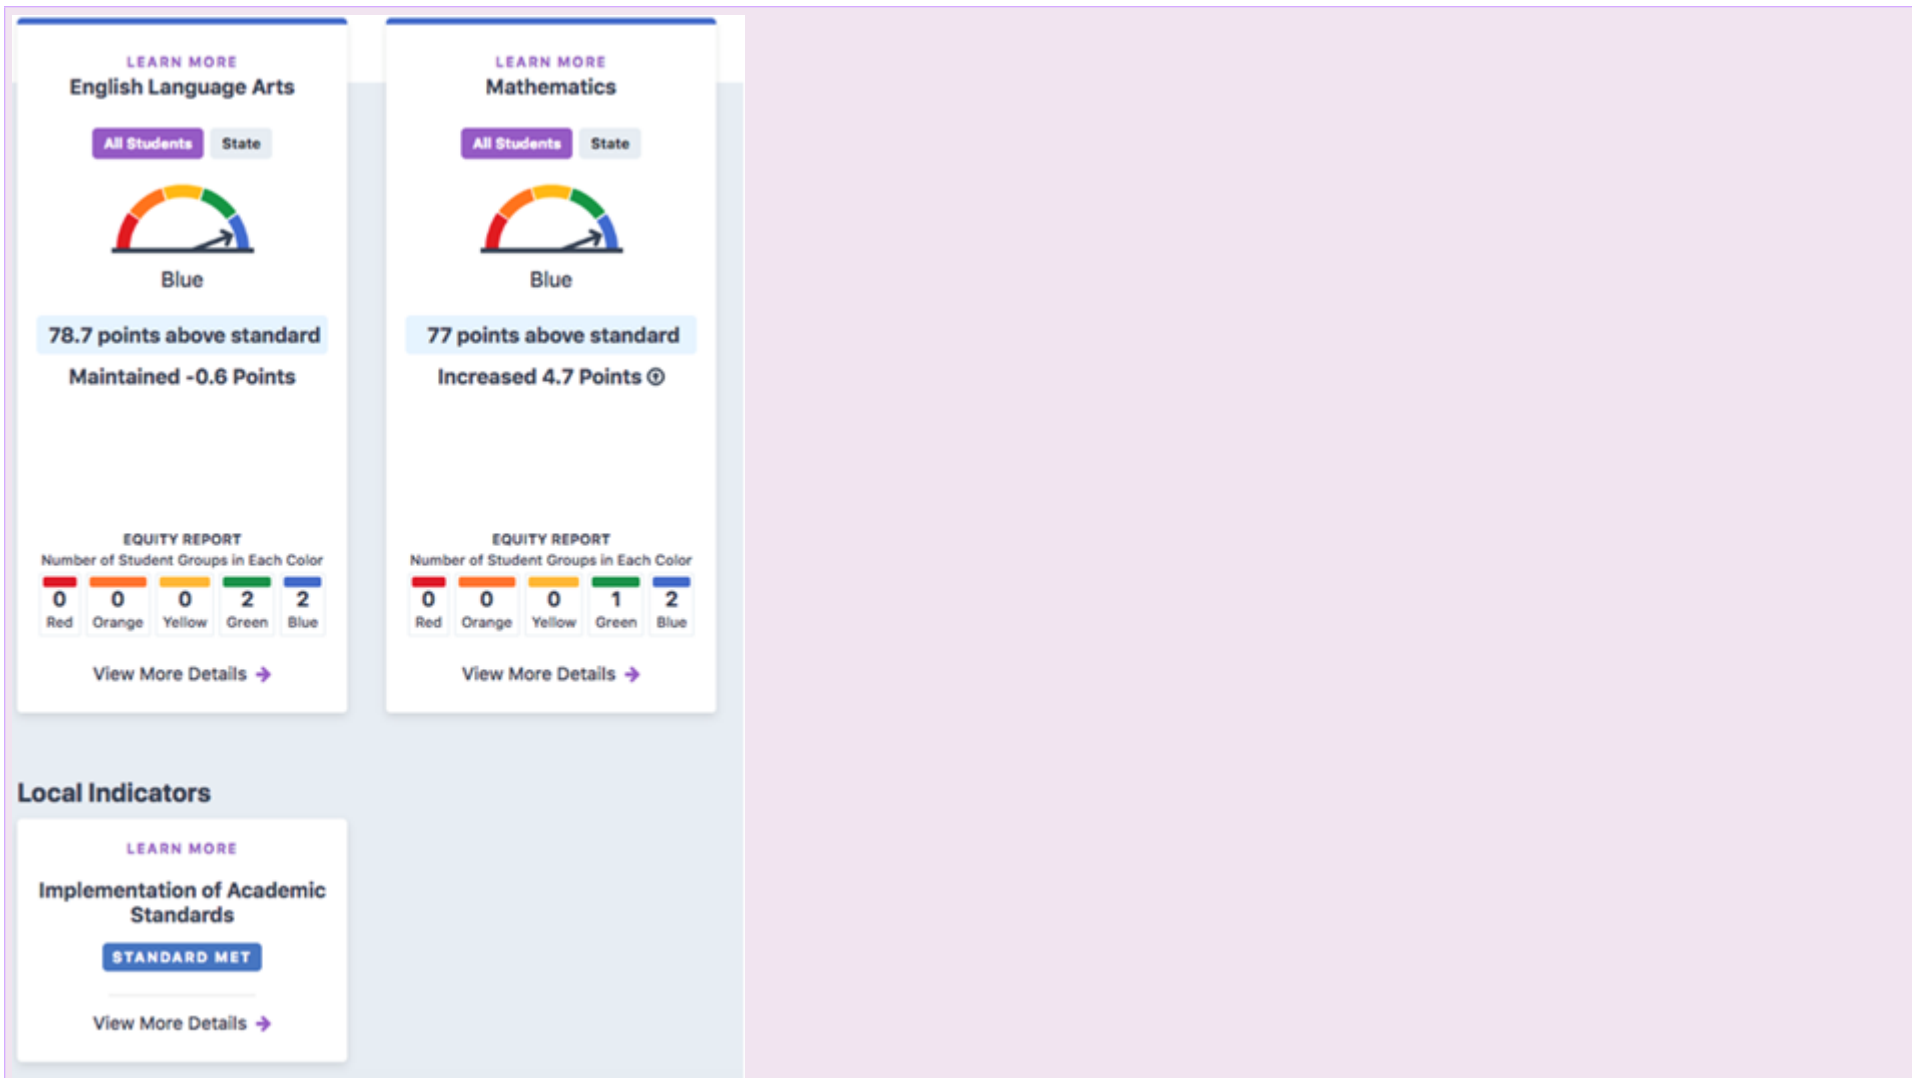 LEARN MORE
English Language Arts
All Students State
Blue
78.7 points above standard
Maintained -0.6 Points
EQUITY REPORT
Number of Student Groups in Each Color
0 0 0 2 2
Red Orange Yellow Green Blue
View More Details →
LEARN MORE
Mathematics
All Students State
Blue
77 points above standard
Increased 4.7 Points
EQUITY REPORT
Number of Student Groups in Each Color
0 0 0 1 2
Red Orange Yellow Green Blue
View More Details →
Local Indicators
LEARN MORE
Implementation of Academic
Standards
STANDARD MET
View More Details →